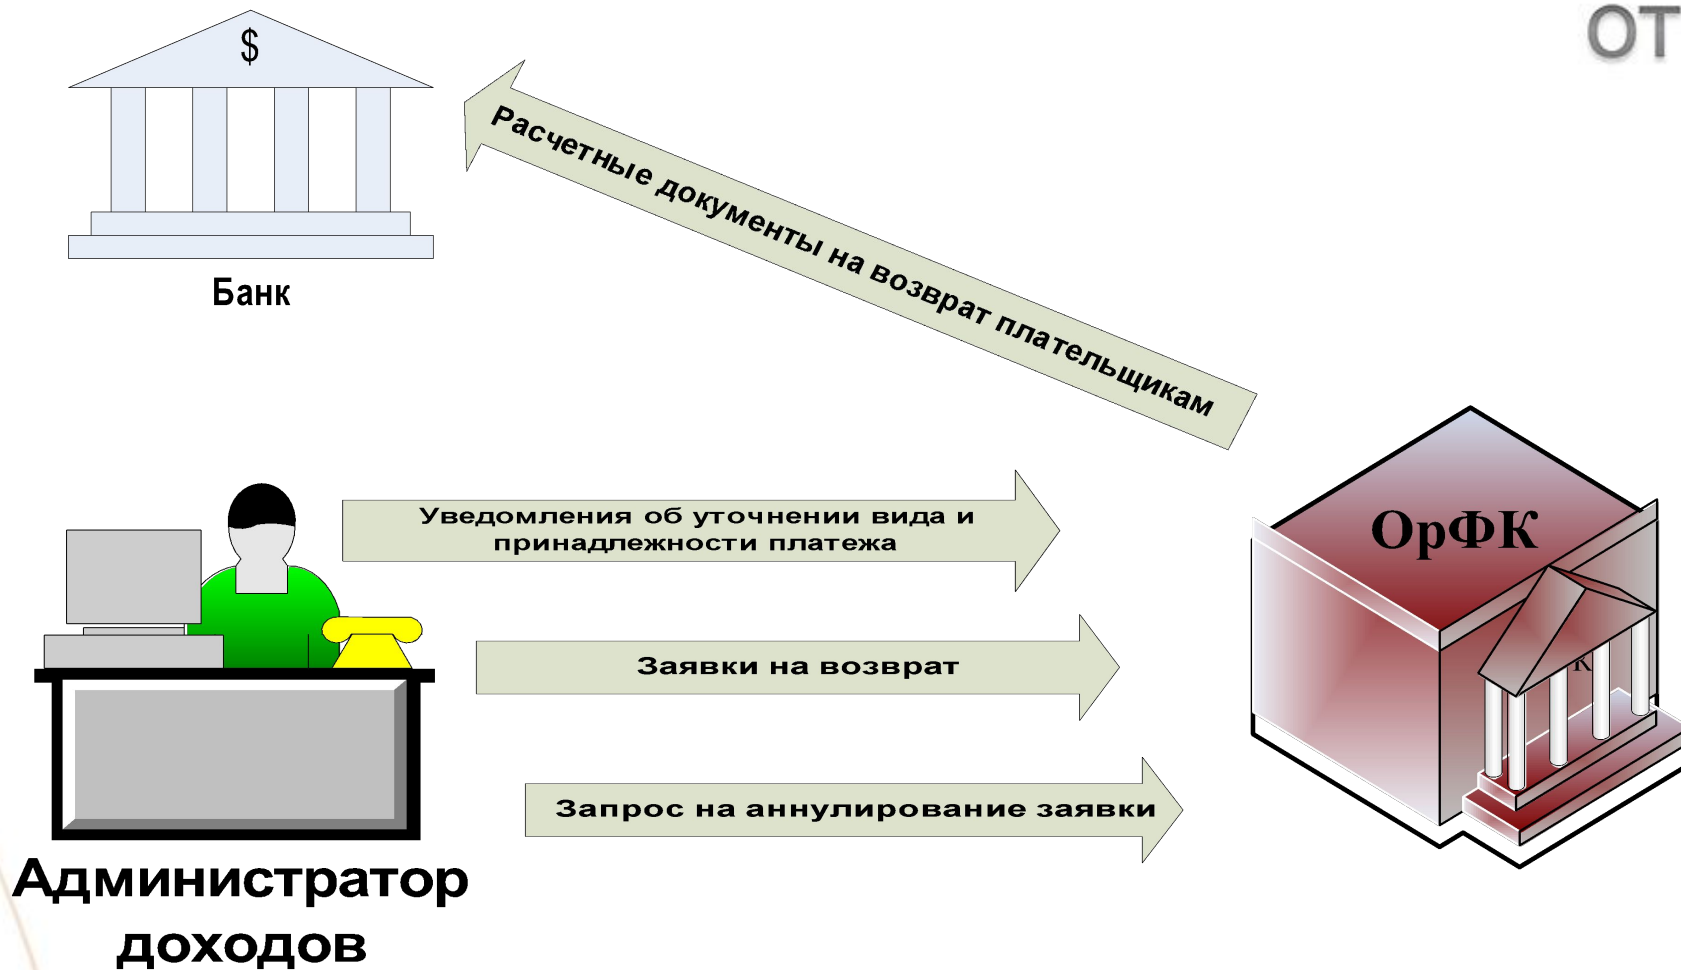 ОТ
$
Банк
Расчетные документы на возврат плательщикам
Уведомления об уточнении вида и
принадлежности платежа
ОрФК
Заявки на возврат
К
Запрос на аннулирование заявки
Администратор
доходов